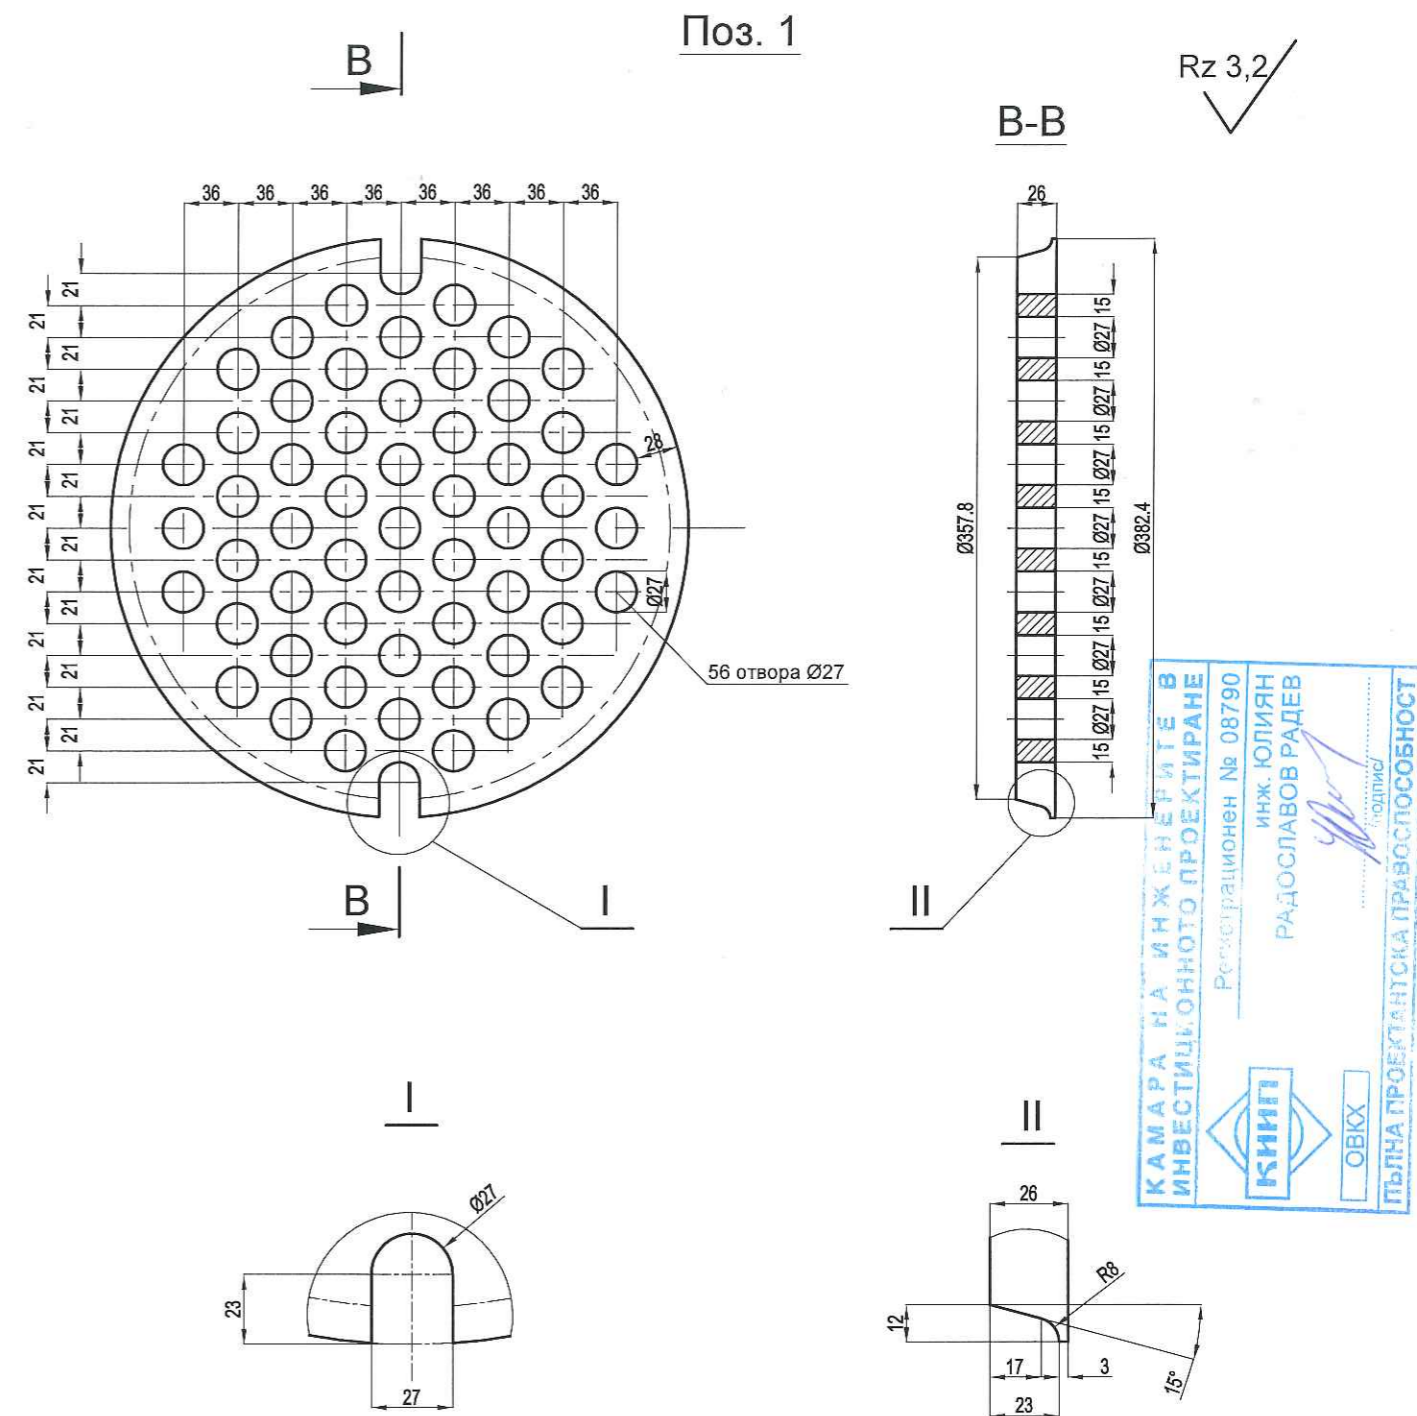 Поз. 1
Rz 3,2
B
B-B
36 36 36 36 36 36 36 36
26
21 21 21 21 21 21 21 21 21
21 21 21 21 21 21 21 21
28
Ø27
56 отвора Ø27
B
I
Ø357.8
15 Ø27 15 Ø27 15 Ø27 15 Ø27 15 Ø27 15 Ø27 15 Ø27 15
Ø382.4
II
КАМАРА НА ИНЖЕНЕРИТЕ В
ИНВЕСТИЦИОННОТО ПРОЕКТИРАНЕ
Регистрационен № 08790
инж. ЮЛИЯН
РАДОСЛАВОВ РАДЕВ
/подпис/
КИИП
ОВКХ
ПЪЛНА ПРОЕКТАНТСКА ПРАВОСПОСОБНОСТ
I
Ø27
23
27
II
26
R8
12
17
3
23
15°